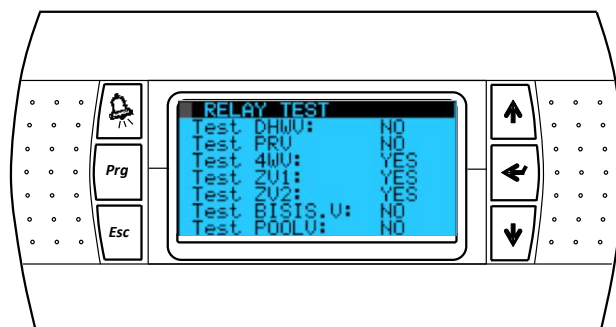 RELAY TEST
Test DHWV: NO
Test PRV NO
Test 4WV: YES
Test ZV1: YES
Test ZV2: YES
Test BISIS.V: NO
Test POOLV: NO
Prg
Esc